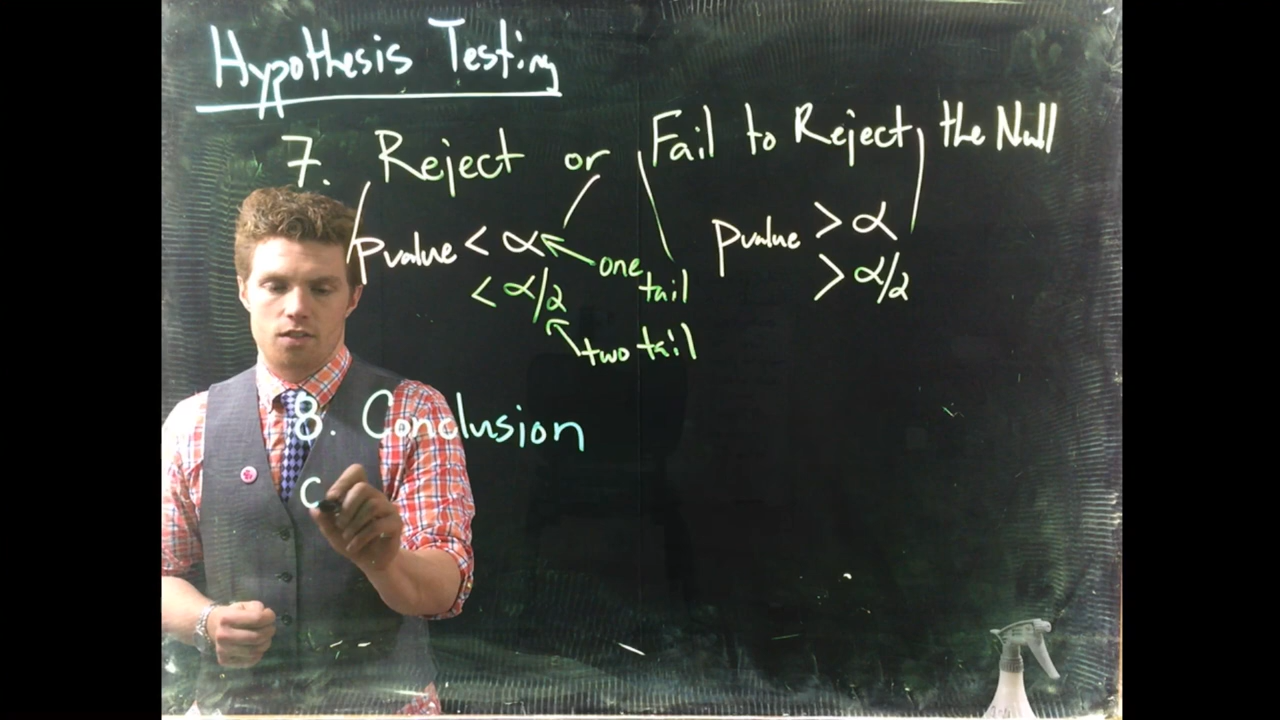 Hypothesis Testing
7. Reject or Fail to Reject the Null
pvalue < α one tail
< α/2 two tail
pvalue > α
> α/2
8. Conclusion
C